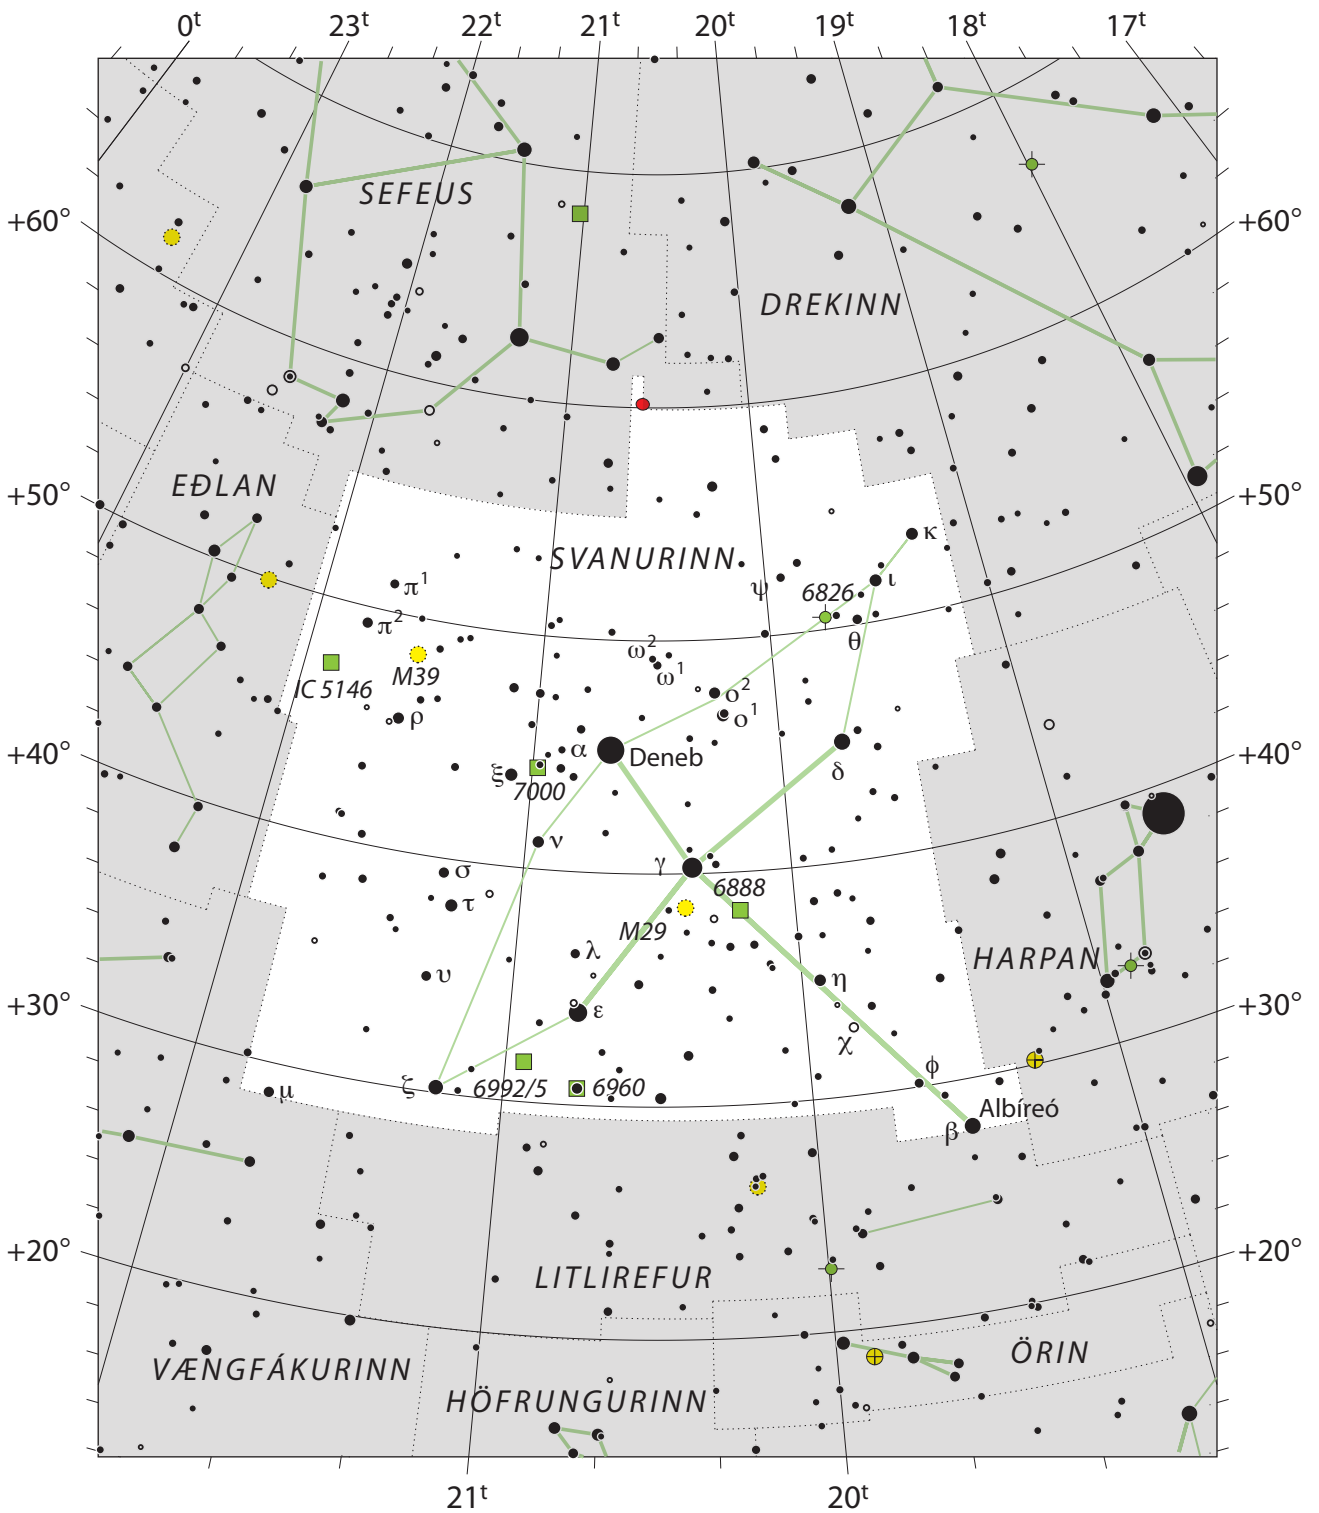 0ᵗ 23ᵗ 22ᵗ 21ᵗ 20ᵗ 19ᵗ 18ᵗ 17ᵗ
SEFEUS
+60° +60°
DREKINN
EÐLAN
+50° +50°
κ
SVANURINN
ι
π¹ ψ 6826
π² θ
ω²
ω¹
M39
IC 5146 ο²
ρ ο¹
α Deneb
+40° +40°
ξ δ
7000
ν
γ
σ 6888
τ
M29
λ HARPAN
υ η
+30° +30°
ε
χ
φ
ζ 6992/5 6960
μ Albíreó
β
+20° +20°
LITLIREFUR
ÖRIN
VÆNGFÁKURINN
HÖFRUNGURINN
21ᵗ 20ᵗ